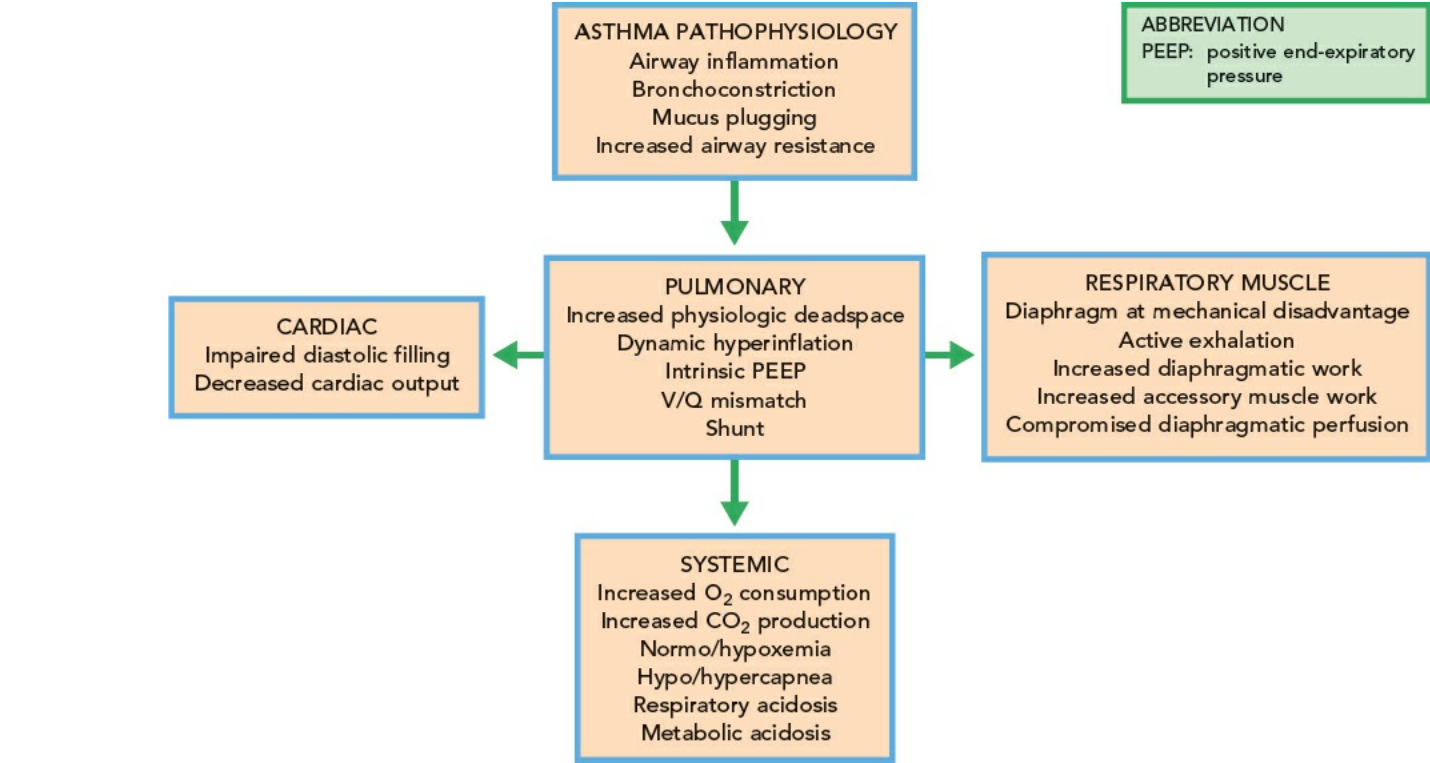 ASTHMA PATHOPHYSIOLOGY
Airway inflammation
Bronchoconstriction
Mucus plugging
Increased airway resistance
ABBREVIATION
PEEP: positive end-expiratory
pressure
CARDIAC
Impaired diastolic filling
Decreased cardiac output
PULMONARY
Increased physiologic deadspace
Dynamic hyperinflation
Intrinsic PEEP
V/Q mismatch
Shunt
RESPIRATORY MUSCLE
Diaphragm at mechanical disadvantage
Active exhalation
Increased diaphragmatic work
Increased accessory muscle work
Compromised diaphragmatic perfusion
SYSTEMIC
Increased O₂ consumption
Increased CO₂ production
Normo/hypoxemia
Hypo/hypercapnea
Respiratory acidosis
Metabolic acidosis